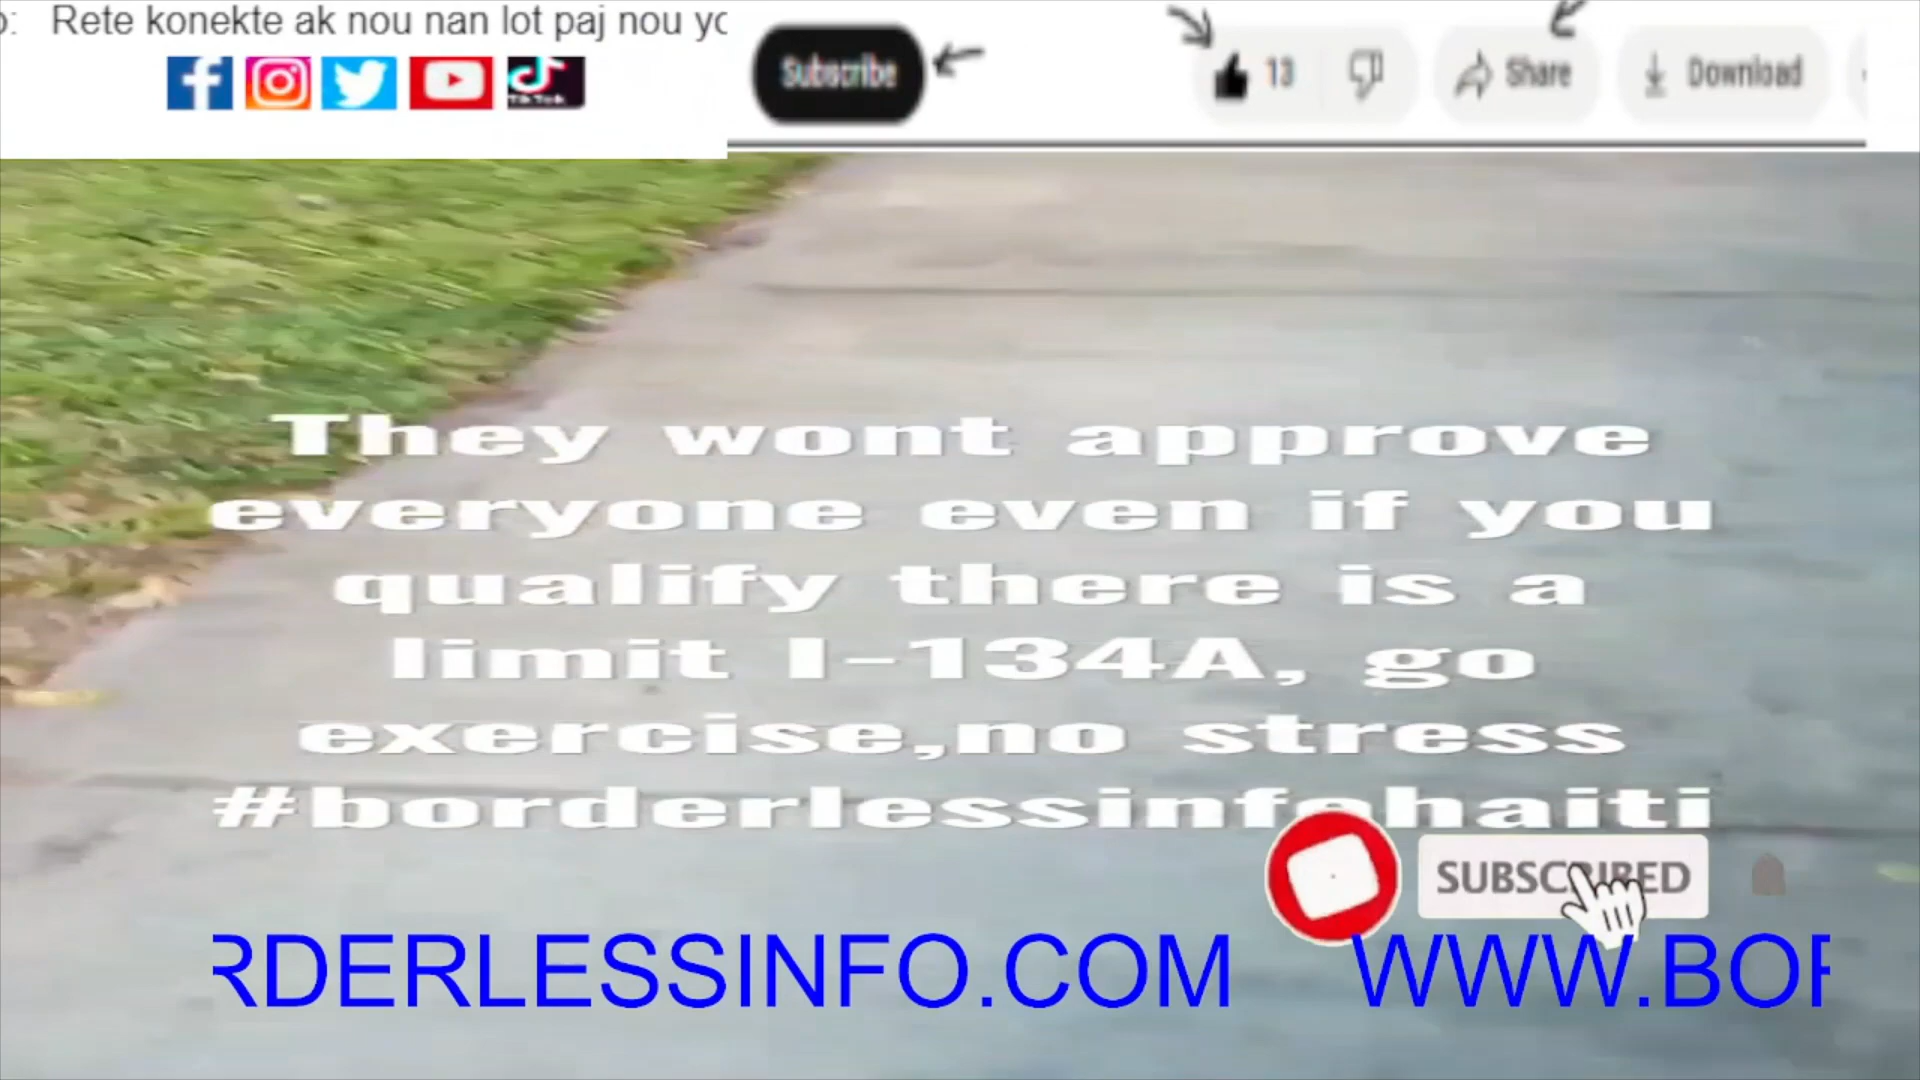 Rete konekte ak nou nan lot paj nou
Subscribe
13
Share
Download
TikTok
They wont approve
everyone even if you
qualify there is a
limit I-134A, go
exercise,no stress
#borderlessinfohaiti
SUBSCRIBED
RDERLESSINFO.COM WWW.BOR